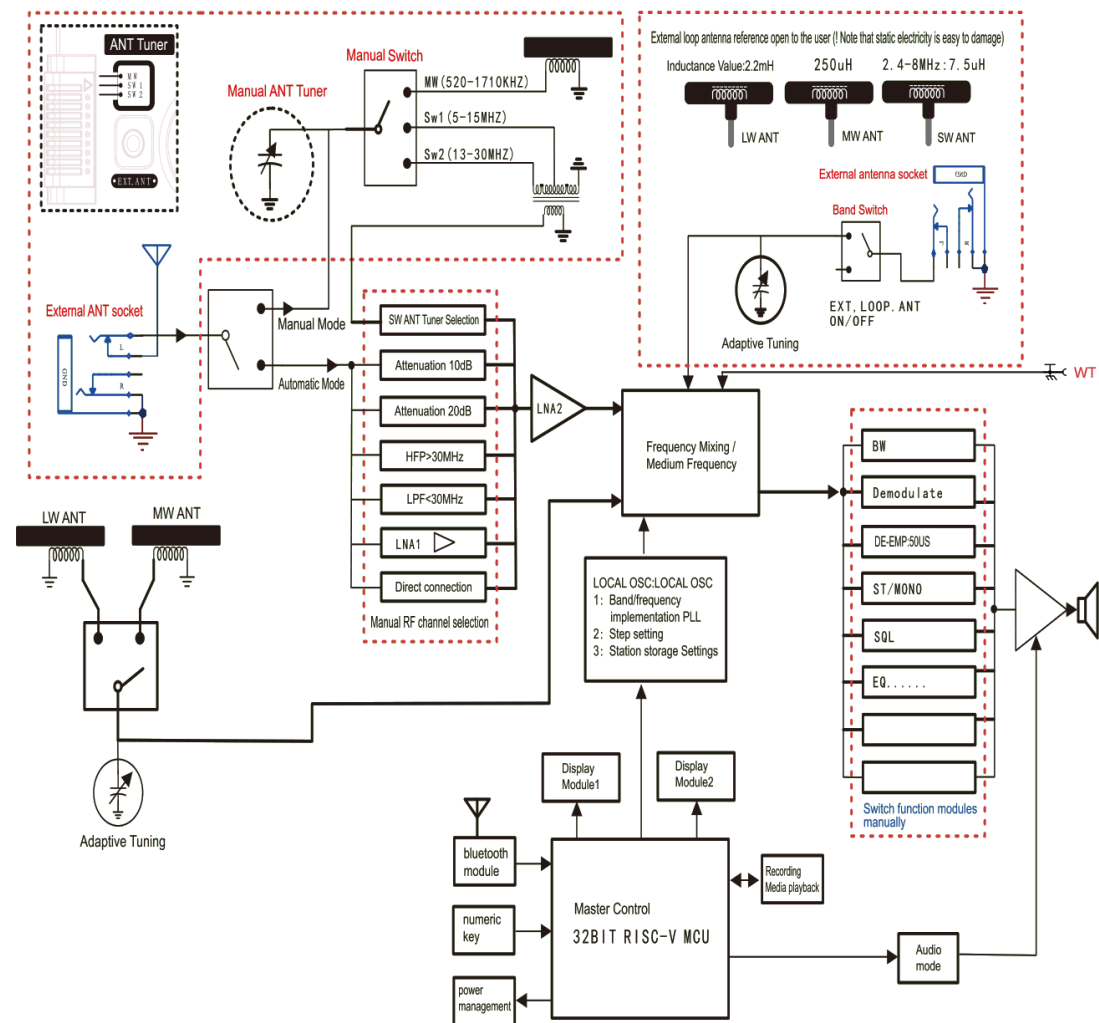 ANT Tuner
M W
S W 1
S W 2
•EXT.ANT•
Manual Switch
Manual ANT Tuner
MW(520-1710KHZ)
Sw1(5-15MHZ)
Sw2(13-30MHZ)
External loop antenna reference open to the user (! Note that static electricity is easy to damage)
Inductance Value:2.2mH
250uH
2.4-8MHz:7.5uH
LW ANT
MW ANT
SW ANT
External antenna socket
GND
Band Switch
L
R
EXT,LOOP.ANT
ON/OFF
Adaptive Tuning
WT
External ANT socket
L
R
GND
Manual Mode
Automatic Mode
SW ANT Tuner Selection
Attenuation 10dB
Attenuation 20dB
HFP>30MHz
LPF<30MHz
LNA1
Direct connection
Manual RF channel selection
LNA2
Frequency Mixing /
Medium Frequency
BW
Demodulate
DE-EMP:50US
ST/MONO
SQL
EQ......
Switch function modules
manually
LW ANT
MW ANT
Adaptive Tuning
LOCAL OSC:LOCAL OSC
1: Band/frequency
implementation PLL
2: Step setting
3: Station storage Settings
Display
Module1
Display
Module2
bluetooth
module
numeric
key
power
management
Master Control
32BIT RISC-V MCU
Recording
Media playback
Audio
mode